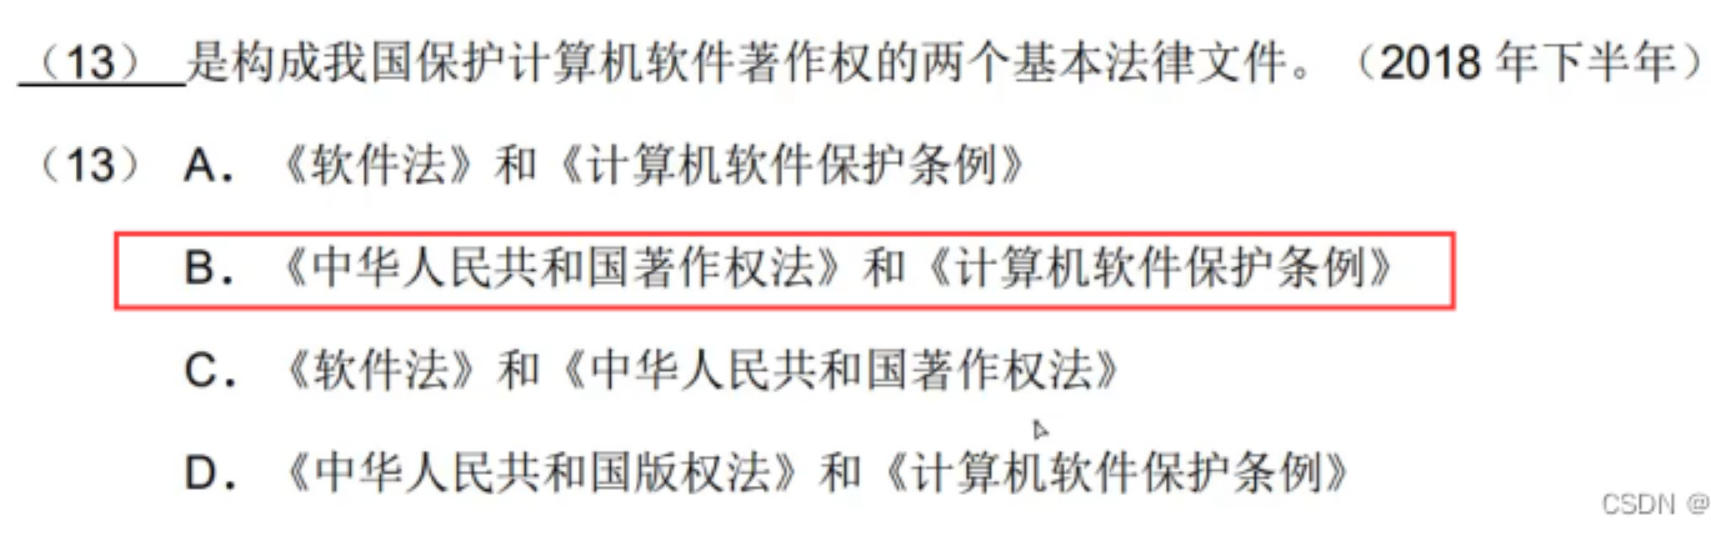 （13）是构成我国保护计算机软件著作权的两个基本法律文件。（2018 年下半年）
（13）A．《软件法》和《计算机软件保护条例》
B．《中华人民共和国著作权法》和《计算机软件保护条例》
C．《软件法》和《中华人民共和国著作权法》
D．《中华人民共和国版权法》和《计算机软件保护条例》
CSDN @